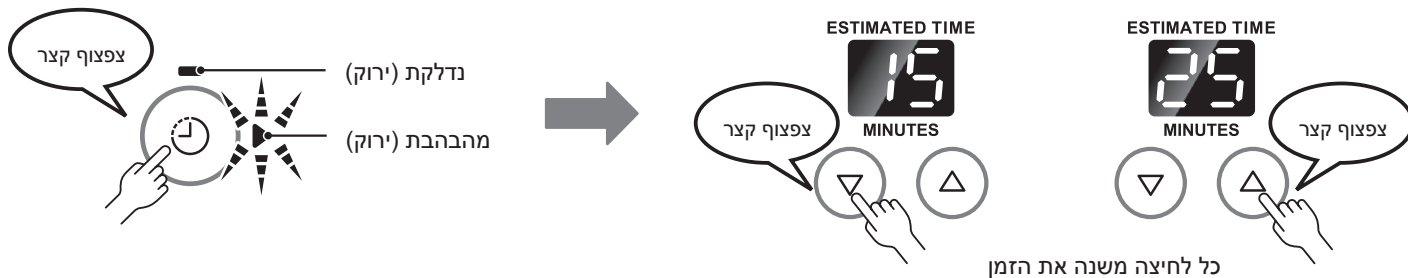 צפצוף קצר
נדלקת (ירוק)
מהבהבת (ירוק)
ESTIMATED TIME
15
MINUTES
צפצוף קצר
ESTIMATED TIME
25
MINUTES
צפצוף קצר
כל לחיצה משנה את הזמן